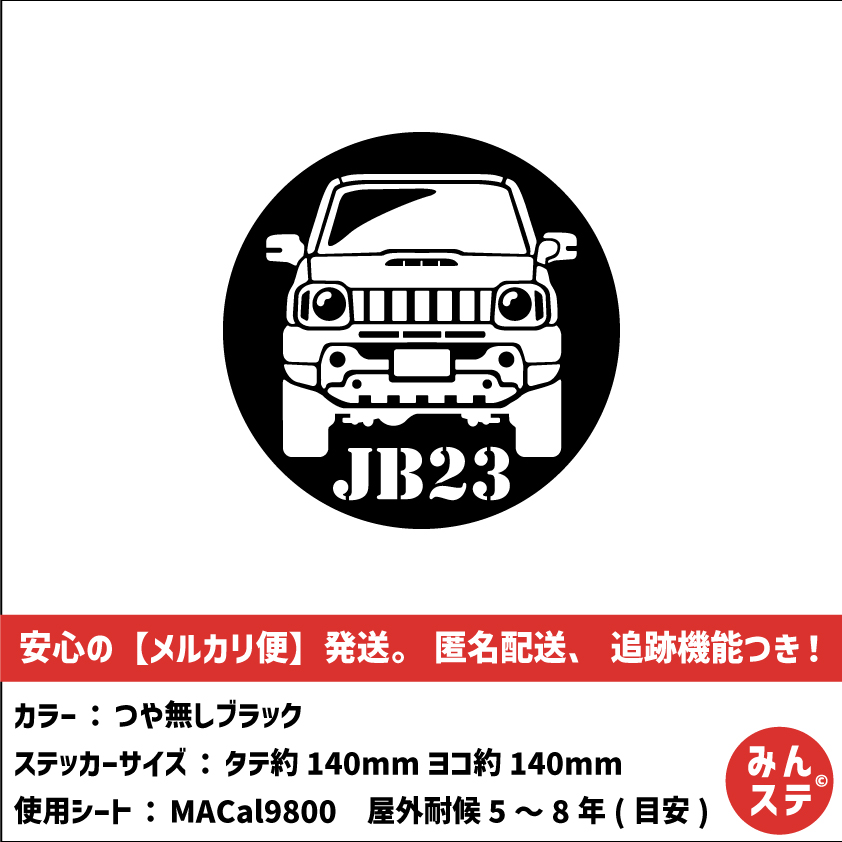 JB23
安心の【メルカリ便】発送。 匿名配送、 追跡機能つき!
カラー : つや無しブラック
ステッカーサイズ : タテ約 140mm ヨコ約 140mm
使用シート : MACal9800 屋外耐候 5 〜 8 年 ( 目安 )
みん
ステ
©